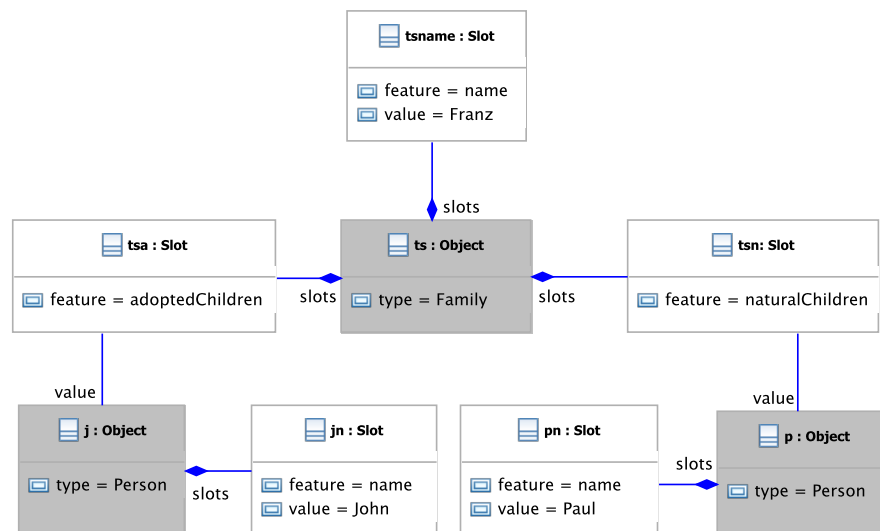 tsname : Slot
feature = name
value = Franz
slots
tsa : Slot
feature = adoptedChildren
slots
ts : Object
type = Family
slots
tsn: Slot
feature = naturalChildren
value
value
j : Object
type = Person
slots
jn : Slot
feature = name
value = John
pn : Slot
feature = name
value = Paul
slots
p : Object
type = Person